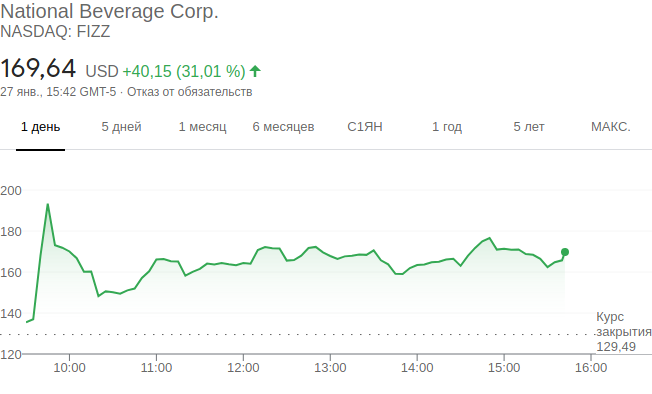 National Beverage Corp.
NASDAQ: FIZZ
169,64 USD +40,15 (31,01 %)
27 янв., 15:42 GMT-5 · Отказ от обязательств
1 день 5 дней 1 месяц 6 месяцев С1ЯН 1 год 5 лет МАКС.
200
180
160
140
120
Курс
закрытия
129,49
10:00 11:00 12:00 13:00 14:00 15:00 16:00